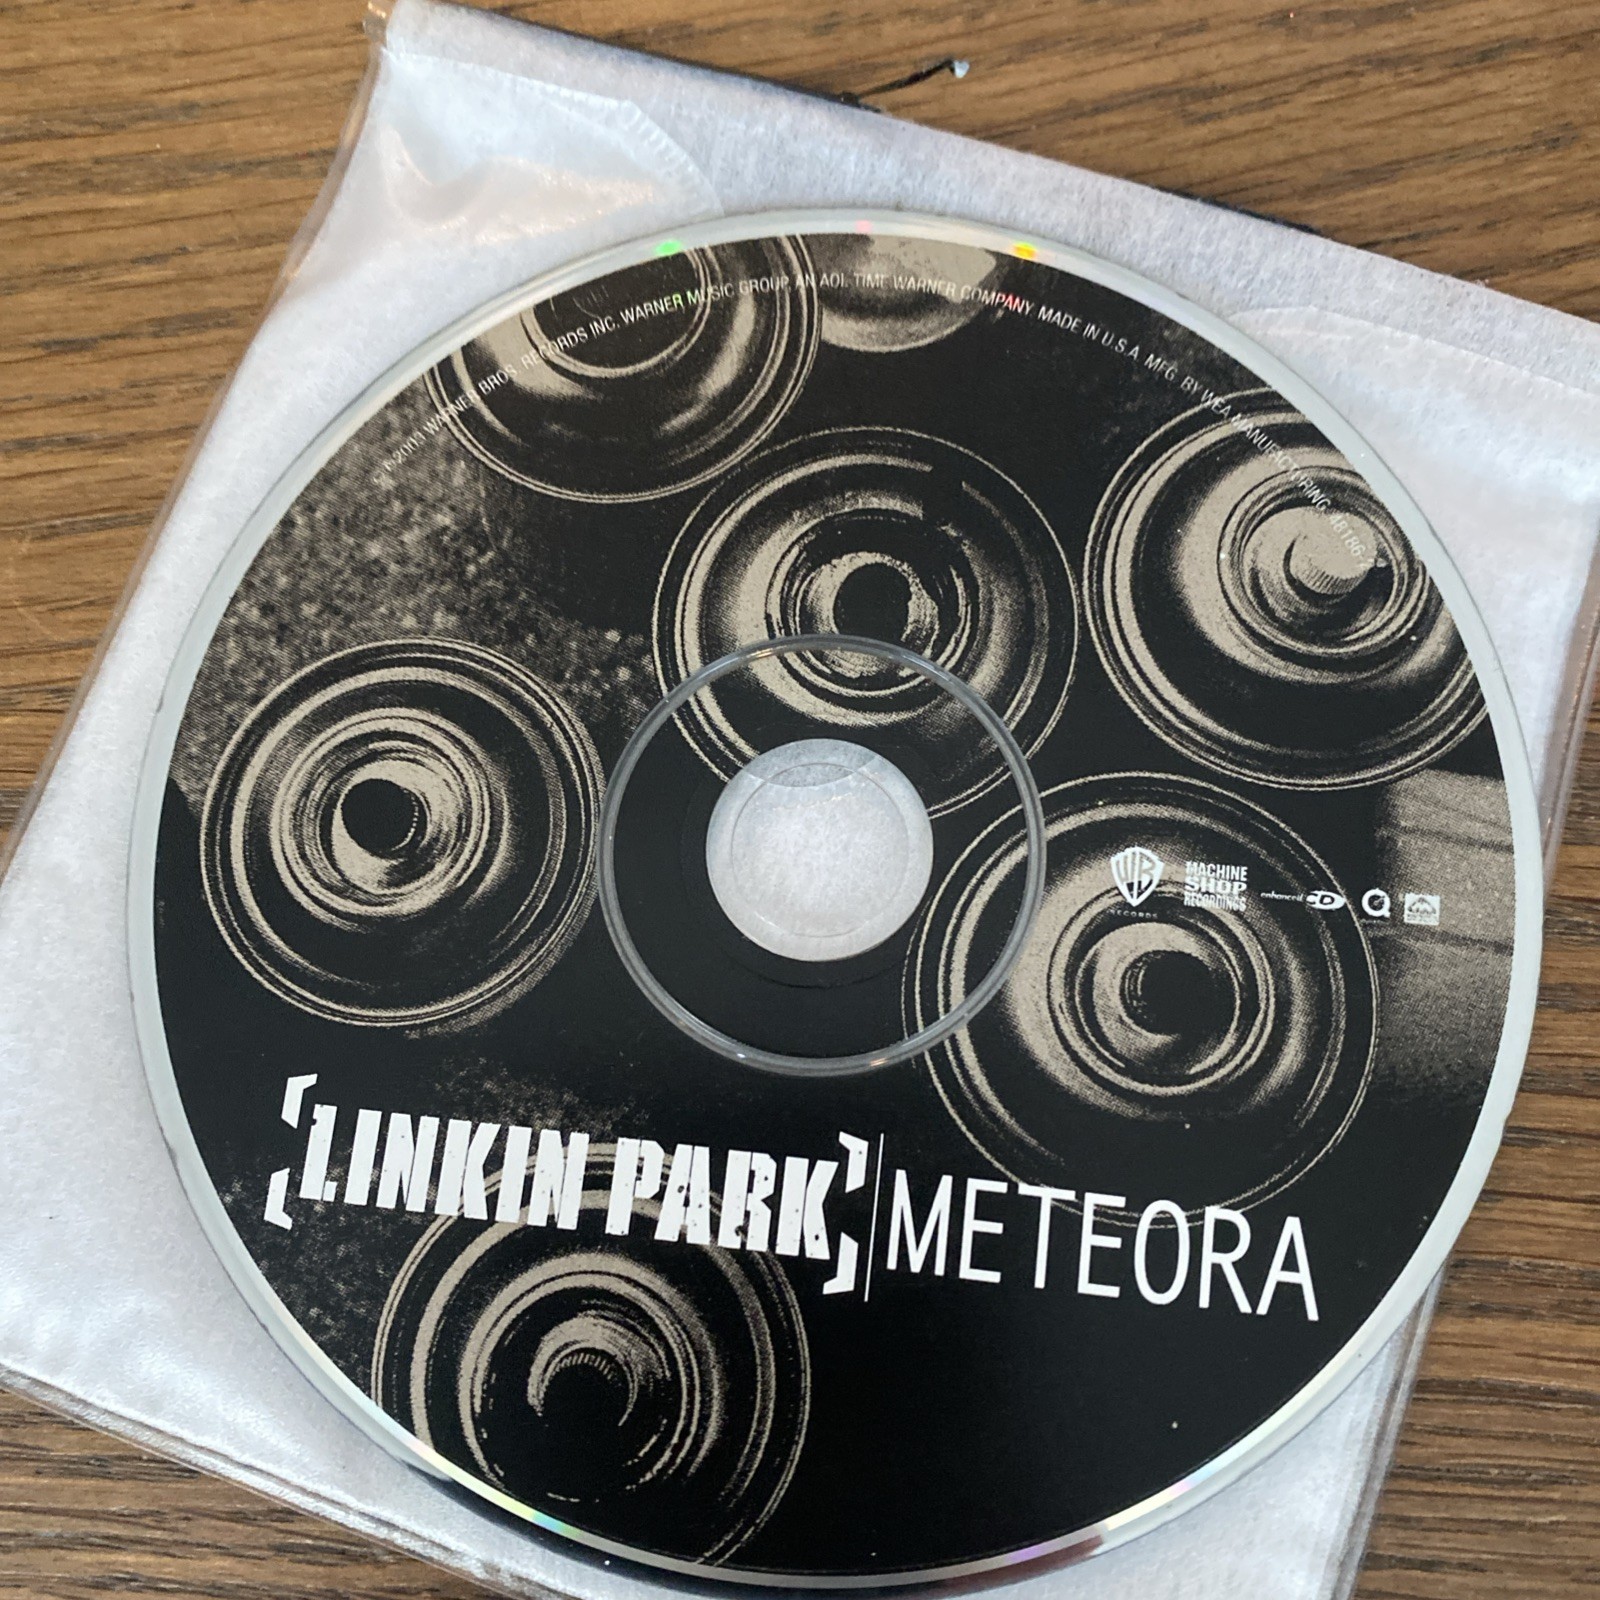 ℗ © 2003 WARNER BROS. RECORDS INC. WARNER MUSIC GROUP, AN AOL TIME WARNER COMPANY. MADE IN U.S.A. MFG. BY WEA MANUFACTURING 48186-2
WB
RECORDS
MACHINE
SHOP
RECORDINGS
enhanced CD
LINKIN PARK METEORA